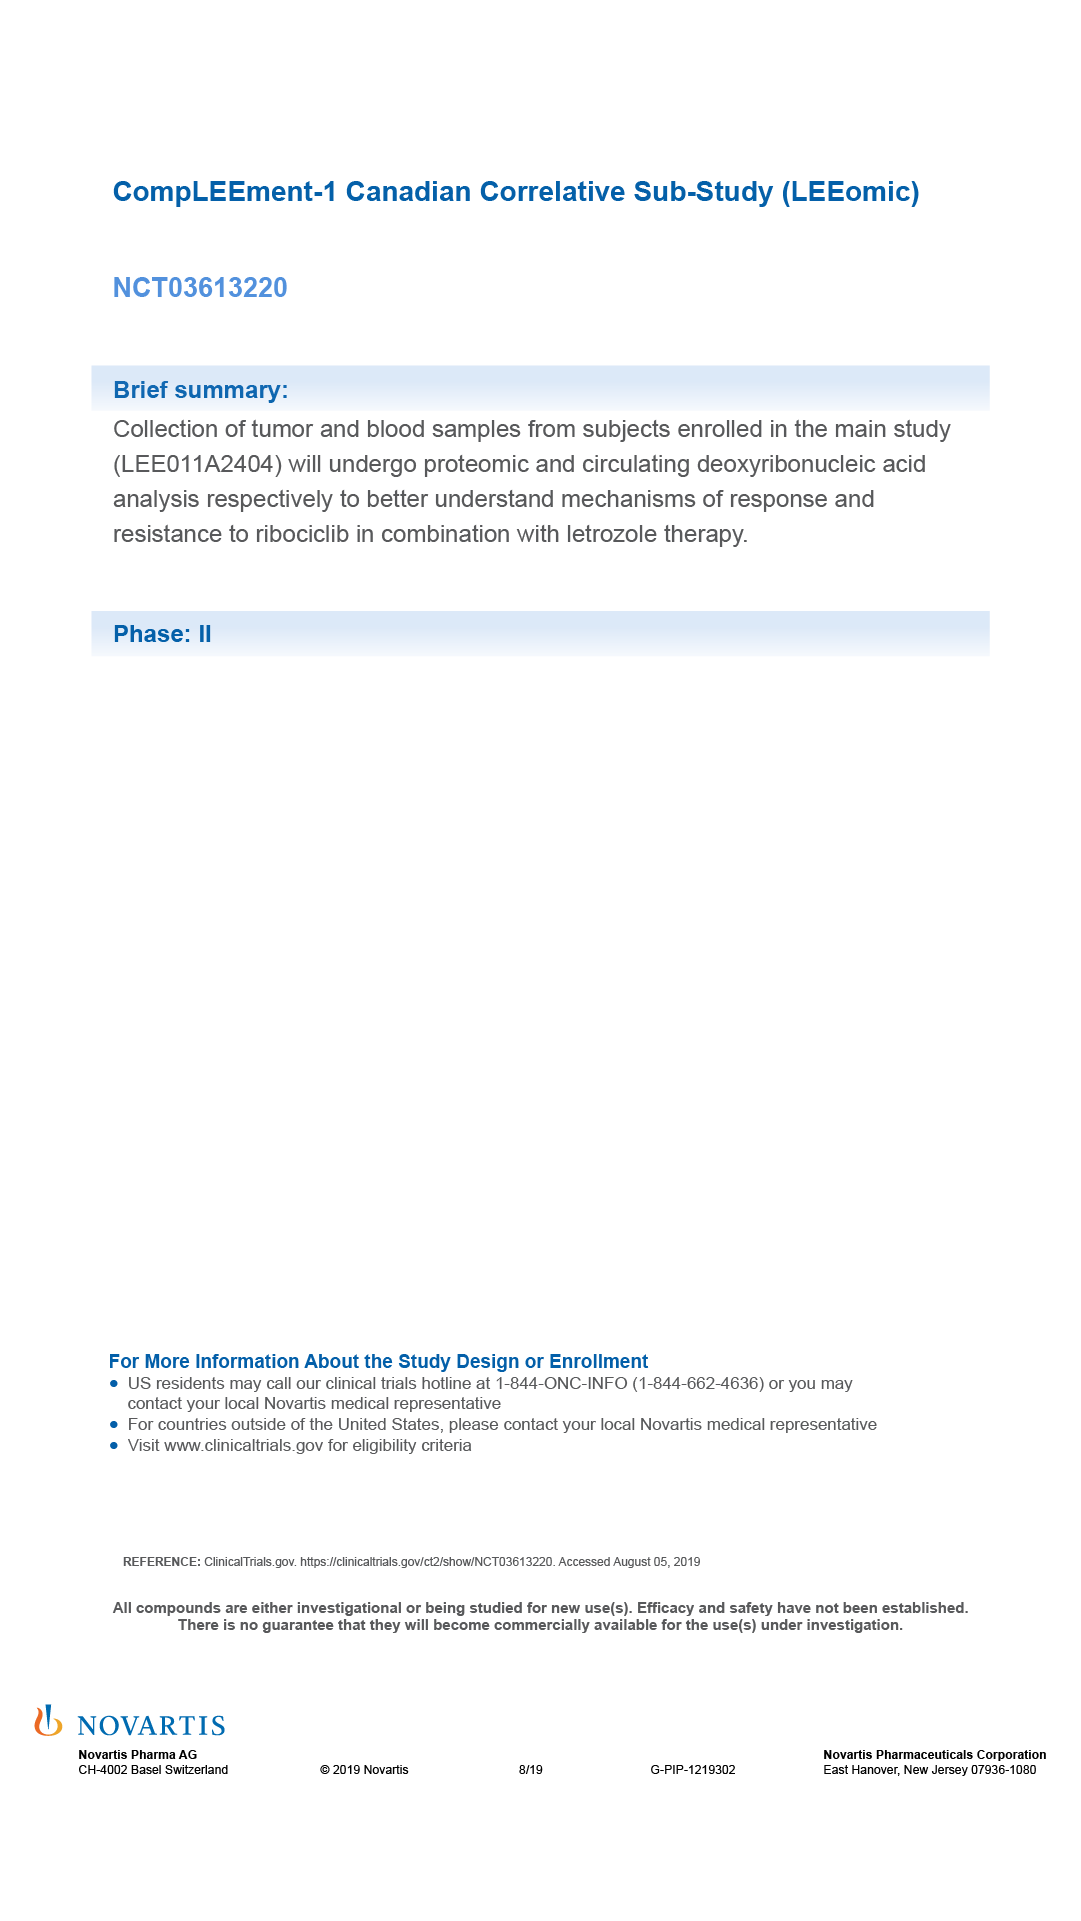 CompLEEment-1 Canadian Correlative Sub-Study (LEEomic)
NCT03613220
Brief summary:
Collection of tumor and blood samples from subjects enrolled in the main study
(LEE011A2404) will undergo proteomic and circulating deoxyribonucleic acid
analysis respectively to better understand mechanisms of response and
resistance to ribociclib in combination with letrozole therapy.
Phase: II
For More Information About the Study Design or Enrollment
● US residents may call our clinical trials hotline at 1-844-ONC-INFO (1-844-662-4636) or you may
contact your local Novartis medical representative
● For countries outside of the United States, please contact your local Novartis medical representative
● Visit www.clinicaltrials.gov for eligibility criteria
REFERENCE: ClinicalTrials.gov. https://clinicaltrials.gov/ct2/show/NCT03613220. Accessed August 05, 2019
All compounds are either investigational or being studied for new use(s). Efficacy and safety have not been established.
There is no guarantee that they will become commercially available for the use(s) under investigation.
NOVARTIS
Novartis Pharma AG
CH-4002 Basel Switzerland
© 2019 Novartis
8/19
G-PIP-1219302
Novartis Pharmaceuticals Corporation
East Hanover, New Jersey 07936-1080